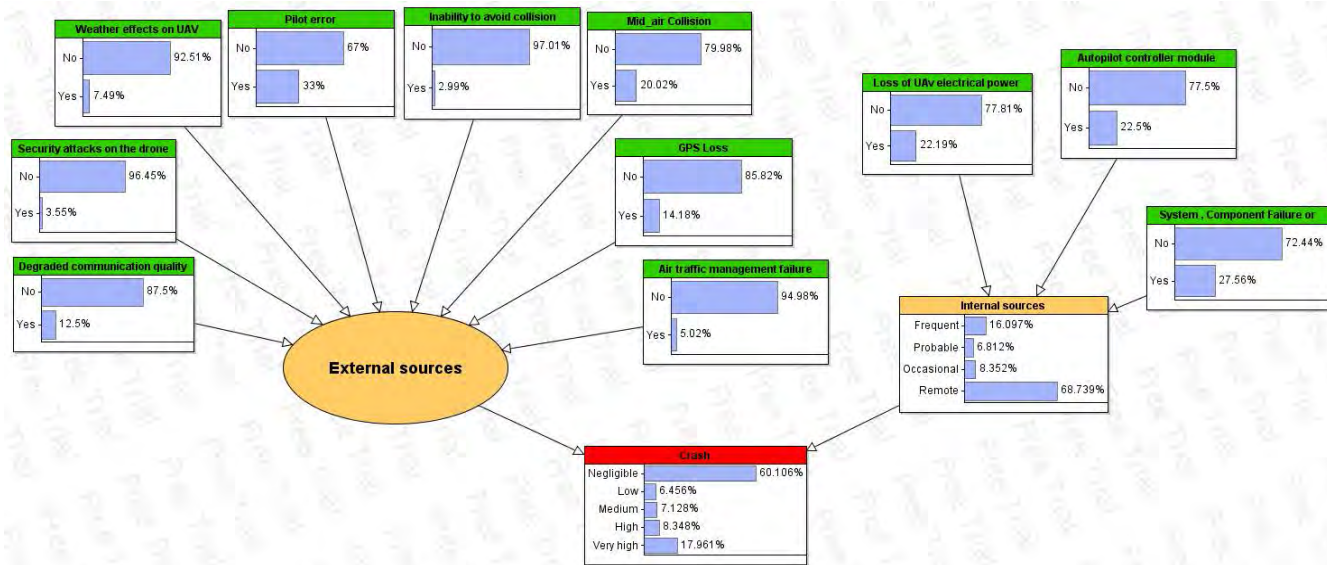 Weather effects on UAV
No 92.51%
Yes 7.49%
Pilot error
No 67%
Yes 33%
Inability to avoid collision
No 97.01%
Yes 2.99%
Mid_air Collision
No 79.98%
Yes 20.02%
Loss of UAv electrical power
No 77.81%
Yes 22.19%
Autopilot controller module
No 77.5%
Yes 22.5%
Security attacks on the drone
No 96.45%
Yes 3.55%
GPS Loss
No 85.82%
Yes 14.18%
System , Component Failure or
No 72.44%
Yes 27.56%
Degraded communication quality
No 87.5%
Yes 12.5%
Air traffic management failure
No 94.98%
Yes 5.02%
External sources
Internal sources
Frequent 16.097%
Probable 6.812%
Occasional 8.352%
Remote 68.739%
Crash
Negligible 60.106%
Low 6.456%
Medium 7.128%
High 8.348%
Very high 17.961%
Free Trial